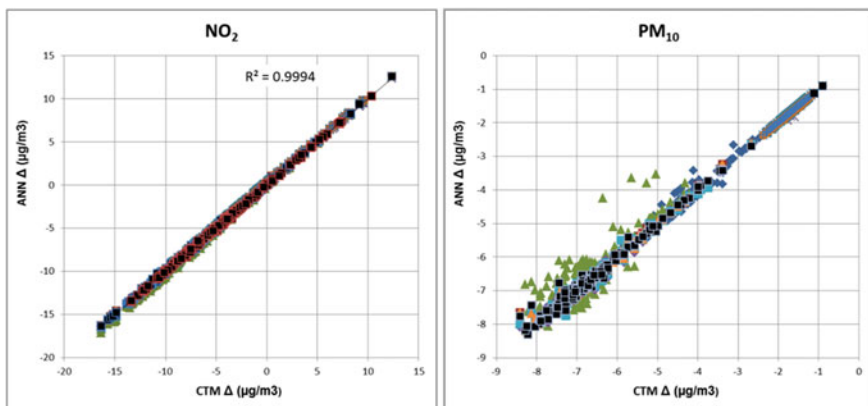 NO₂
R² = 0.9994
ANN Δ (µg/m3)
15
10
5
0
-5
-10
-15
-20
-20 -15 -10 -5 0 5 10 15
CTM Δ (µg/m3)
PM₁₀
ANN Δ (µg/m3)
0
-1
-2
-3
-4
-5
-6
-7
-8
-9
-9 -8 -7 -6 -5 -4 -3 -2 -1 0
CTM Δ (µg/m3)